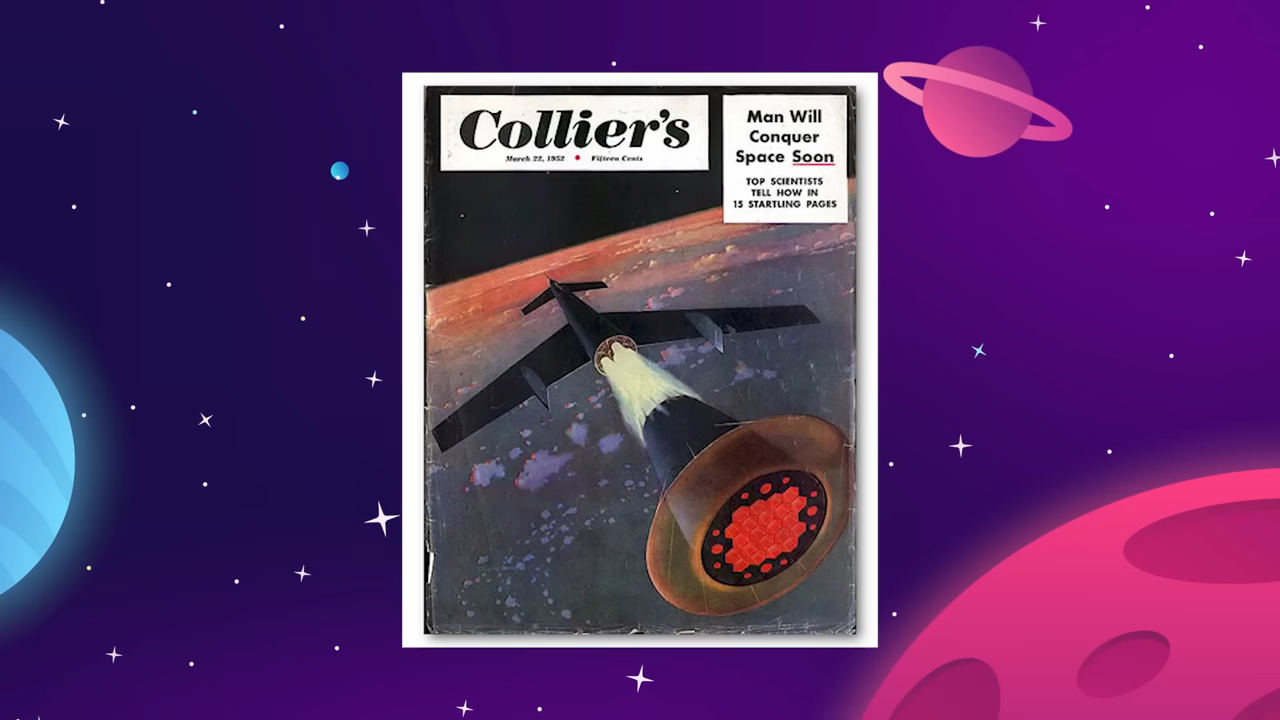 Collier's
March 22, 1952 • Fifteen Cents
Man Will
Conquer
Space Soon
TOP SCIENTISTS
TELL HOW IN
15 STARTLING PAGES